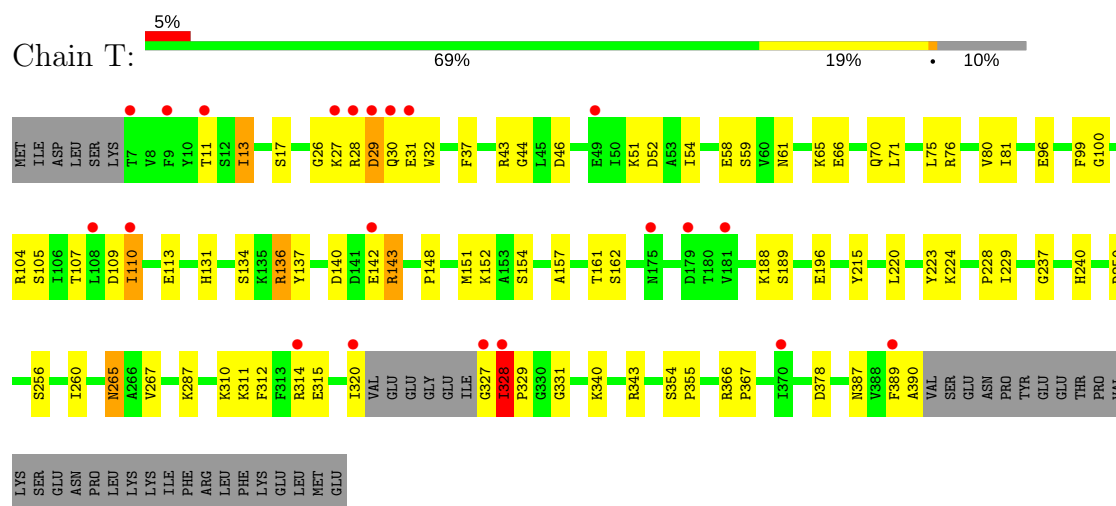 5%
Chain T:
69% 19% • 10%
MET ILE ASP LEU SER LYS T7 V8 F9 Y10 T11 S12 I13 S17 G26 K27 R28 D29 Q30 E31 W32 F37 R43 G44 L45 D46 E49 I50 K51 D52 A53 I54 E58 S59 V60 N61 K65 E66 Q70 L71 L75 R76 V80 I81 E96 F99 G100
R104 S105 I106 T107 L108 D109 I110 E113 H131 S134 K135 R136 Y137 D140 D141 E142 R143 P148 M151 K152 A153 S154 A157 T161 S162 N175 D179 T180 V181 K188 S189 E196 Y215 L220 Y223 K224 P228 I229 G237 H240
S256 I260 N265 A266 V267 K287 K310 K311 F312 F313 R314 E315 I320 VAL GLU GLU GLY GLU ILE G327 I328 P329 G330 G331 K340 R343 S354 P355 R366 P367 I370 D378 N387 V388 F389 A390 VAL SER GLU ASN PRO TYR GLU GLU THR PRO VAL
LYS SER GLU ASN PRO LEU LYS LYS ILE PHE ARG LEU PHE LYS GLU LEU MET GLU